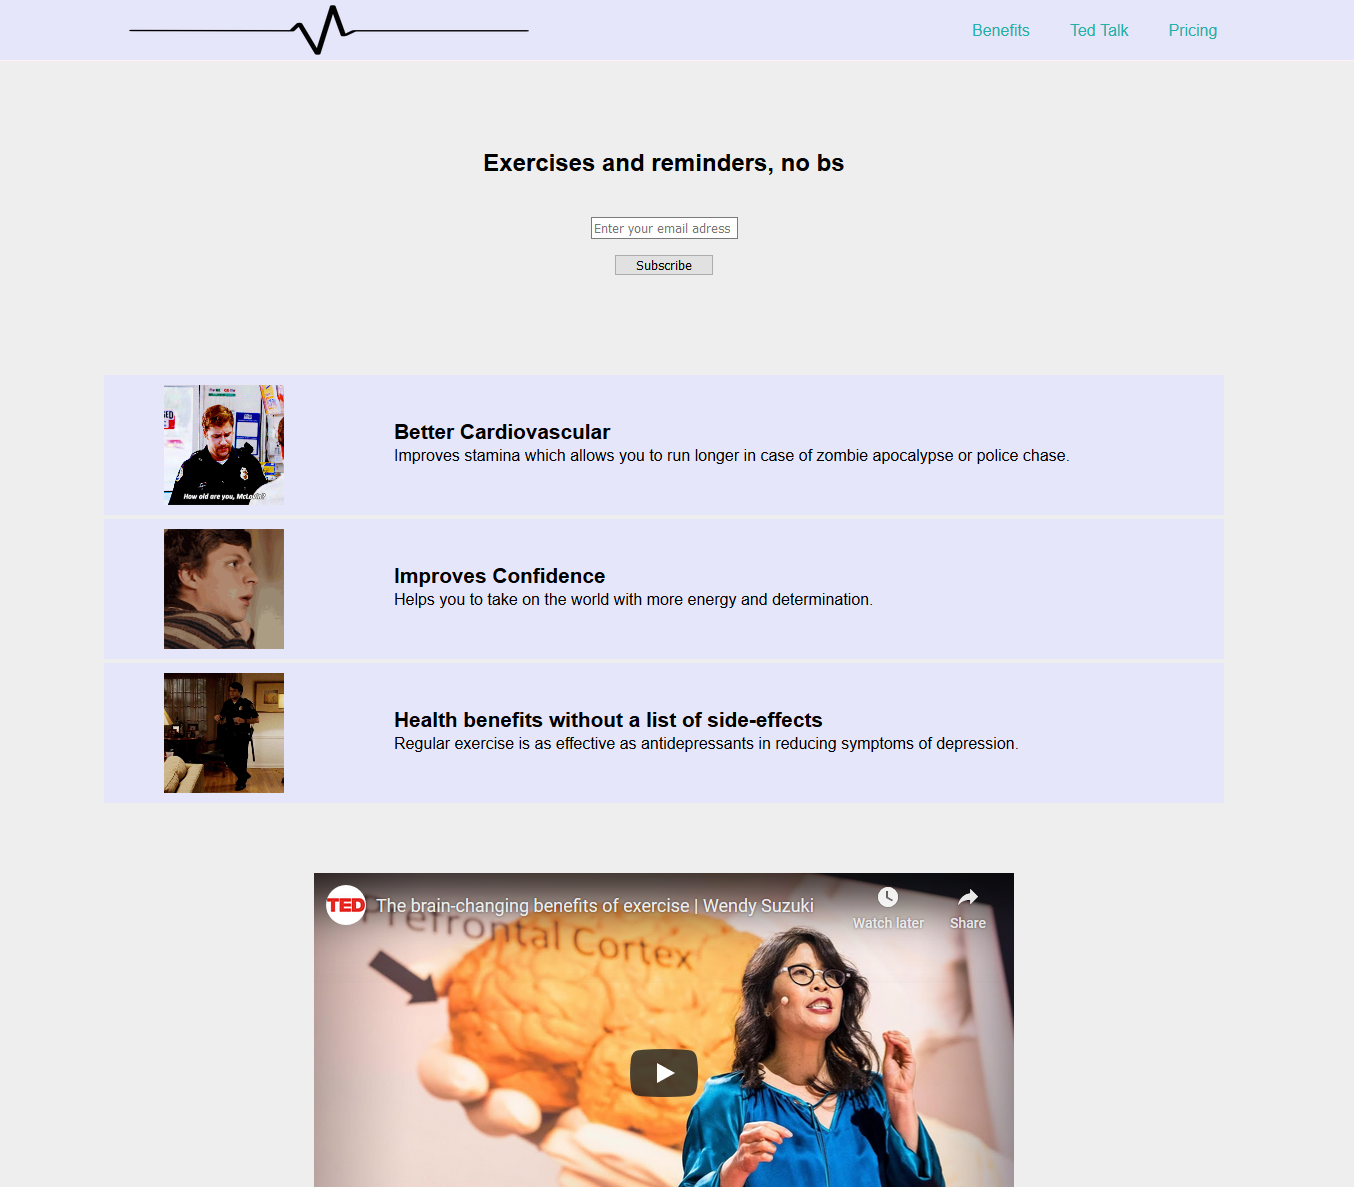 Benefits
Ted Talk
Pricing
Exercises and reminders, no bs
Enter your email adress
Subscribe
How old are you, McLovin?
Better Cardiovascular
Improves stamina which allows you to run longer in case of zombie apocalypse or police chase.
Improves Confidence
Helps you to take on the world with more energy and determination.
Health benefits without a list of side-effects
Regular exercise is as effective as antidepressants in reducing symptoms of depression.
TED
The brain-changing benefits of exercise | Wendy Suzuki
Watch later
Share
Prefrontal Cortex